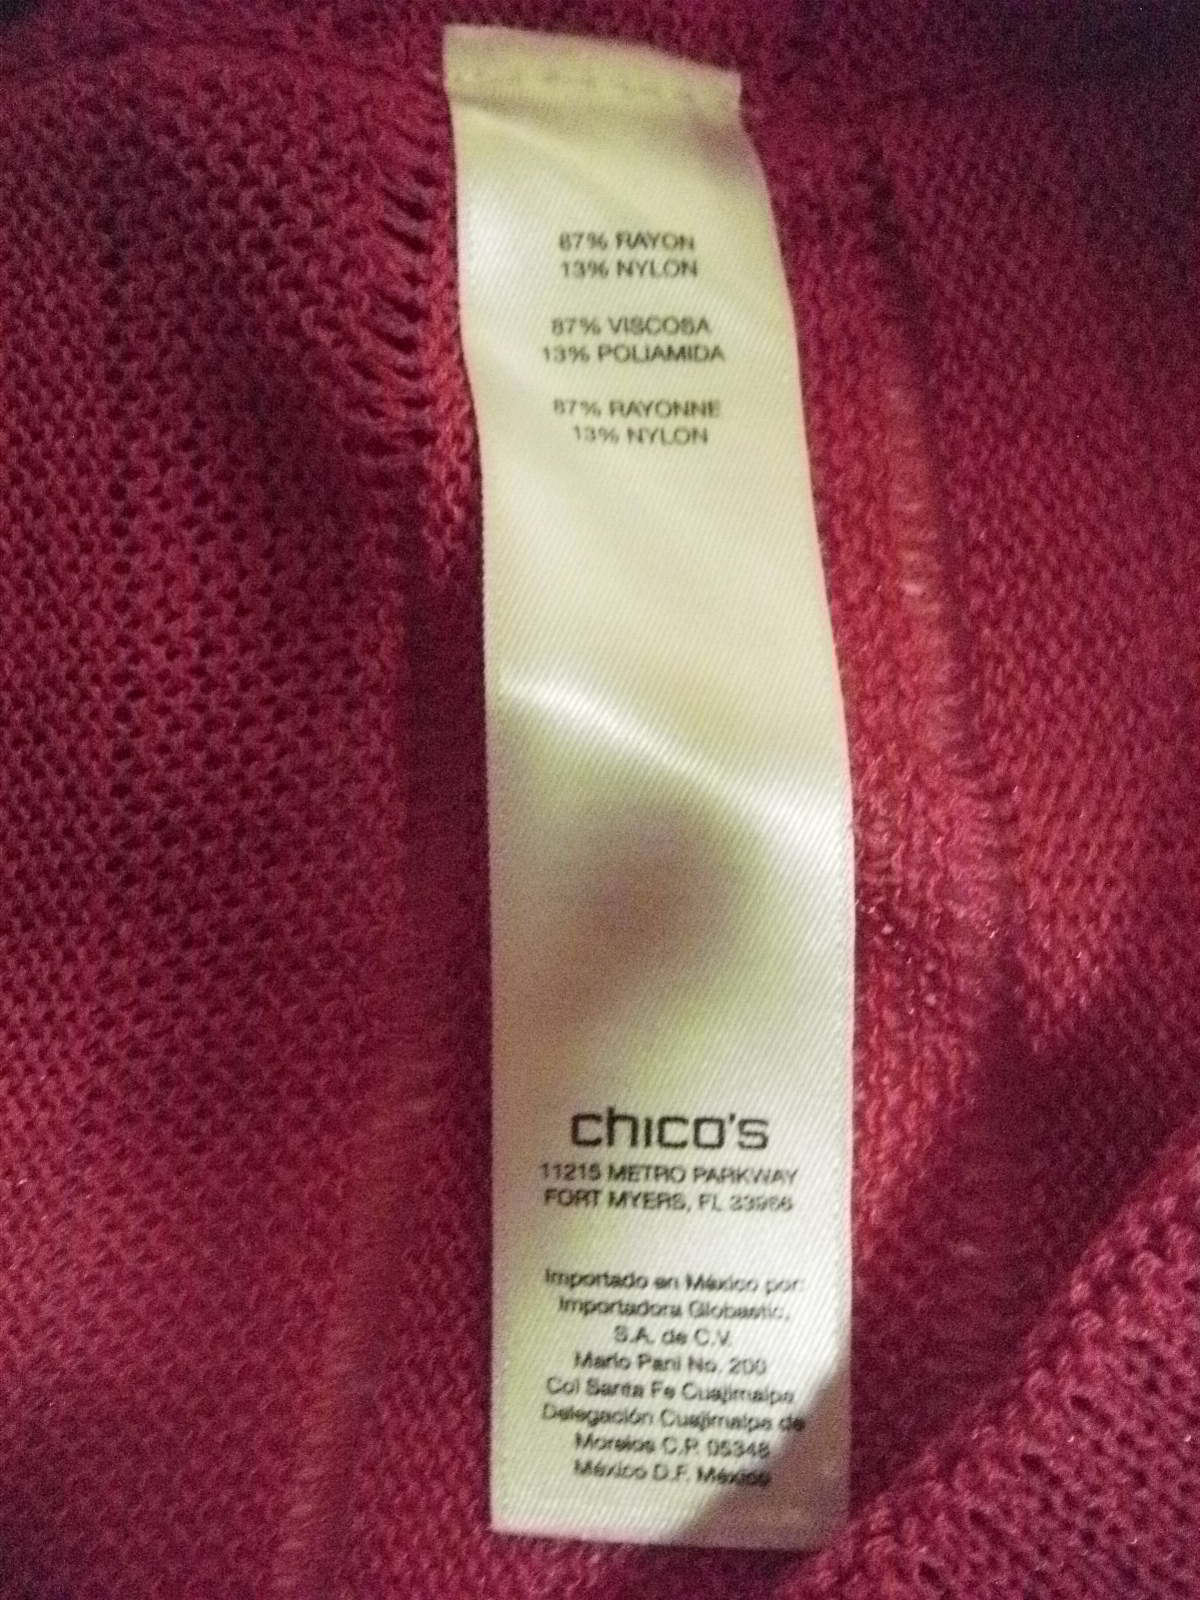 87% RAYON
13% NYLON
87% VISCOSA
13% POLIAMIDA
87% RAYONNE
13% NYLON
chico's
11215 METRO PARKWAY
FORT MYERS, FL 33966
Importado en México por:
Importadora Globastic,
S.A. de C.V.
Mario Pani No. 200
Col Santa Fe Cuajimalpa
Delegación Cuajimalpa de
Morelos C.P. 05348
México D.F. México